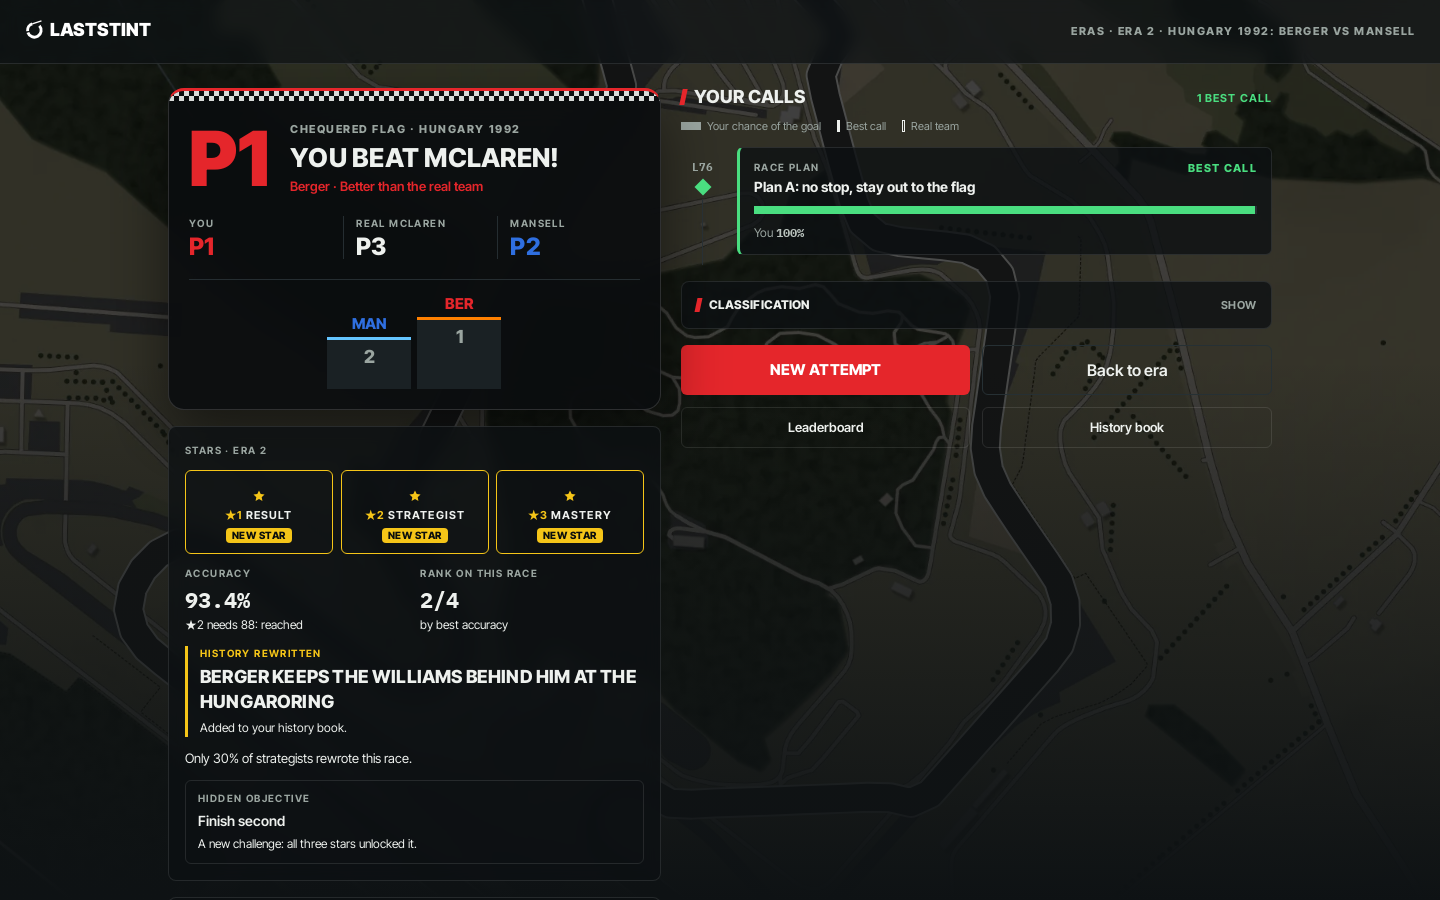 LASTSTINT
ERAS · ERA 2 · HUNGARY 1992: BERGER VS MANSELL
P1
CHEQUERED FLAG · HUNGARY 1992
YOU BEAT MCLAREN!
Berger · Better than the real team
YOU
P1
REAL MCLAREN
P3
MANSELL
P2
MAN
2
BER
1
STARS · ERA 2
★1 RESULT
NEW STAR
★2 STRATEGIST
NEW STAR
★3 MASTERY
NEW STAR
ACCURACY
93.4%
★2 needs 88: reached
RANK ON THIS RACE
2/4
by best accuracy
HISTORY REWRITTEN
BERGER KEEPS THE WILLIAMS BEHIND HIM AT THE
HUNGARORING
Added to your history book.
Only 30% of strategists rewrote this race.
HIDDEN OBJECTIVE
Finish second
A new challenge: all three stars unlocked it.
YOUR CALLS
1 BEST CALL
Your chance of the goal
Best call
Real team
L76
RACE PLAN
BEST CALL
Plan A: no stop, stay out to the flag
You 100%
CLASSIFICATION
SHOW
NEW ATTEMPT
Back to era
Leaderboard
History book